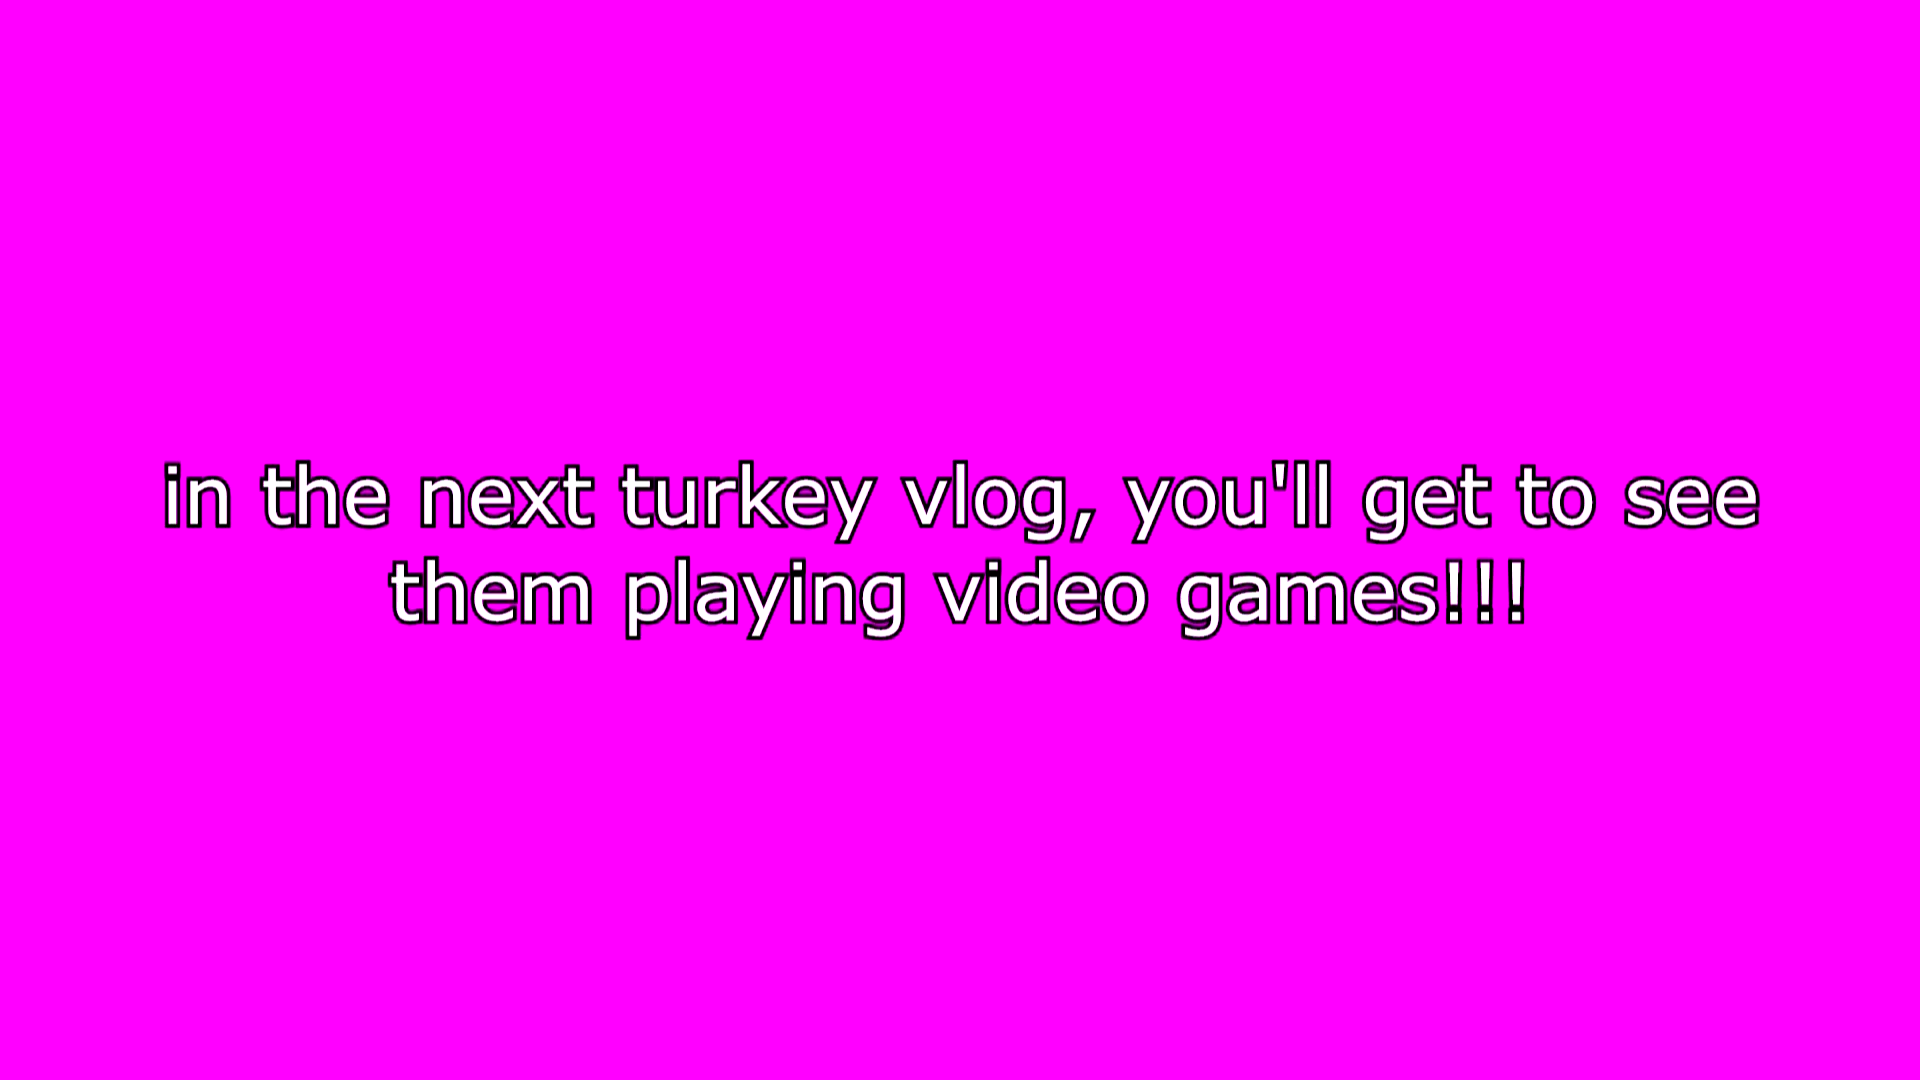 in the next turkey vlog, you'll get to see
them playing video games!!!